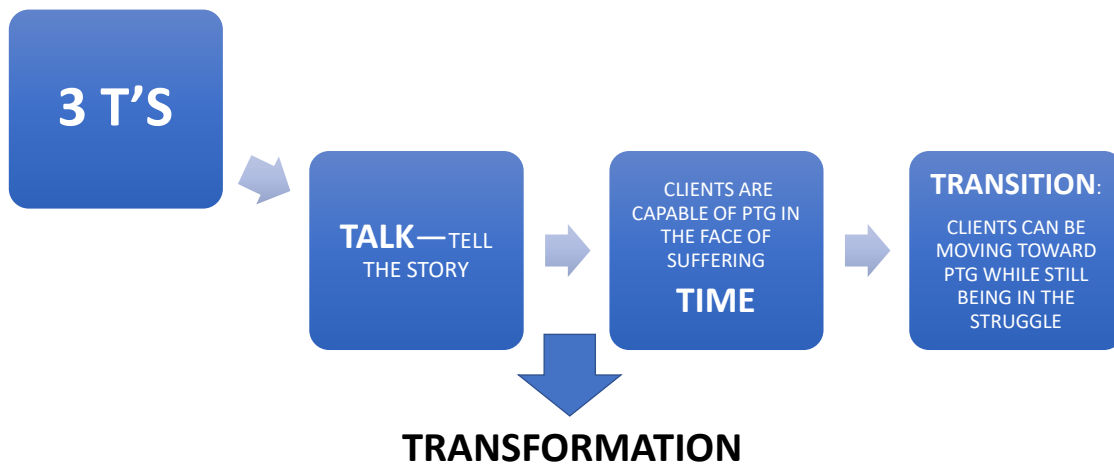 3 T’S
TALK—TELL
THE STORY
CLIENTS ARE
CAPABLE OF PTG IN
THE FACE OF
SUFFERING
TIME
TRANSITION:
CLIENTS CAN BE
MOVING TOWARD
PTG WHILE STILL
BEING IN THE
STRUGGLE
TRANSFORMATION